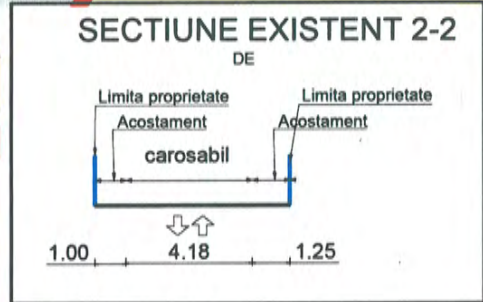 SECTIUNE EXISTENT 2-2
DE
Limita proprietate Limita proprietate
Acostament Acostament
carosabil
1.00 4.18 1.25